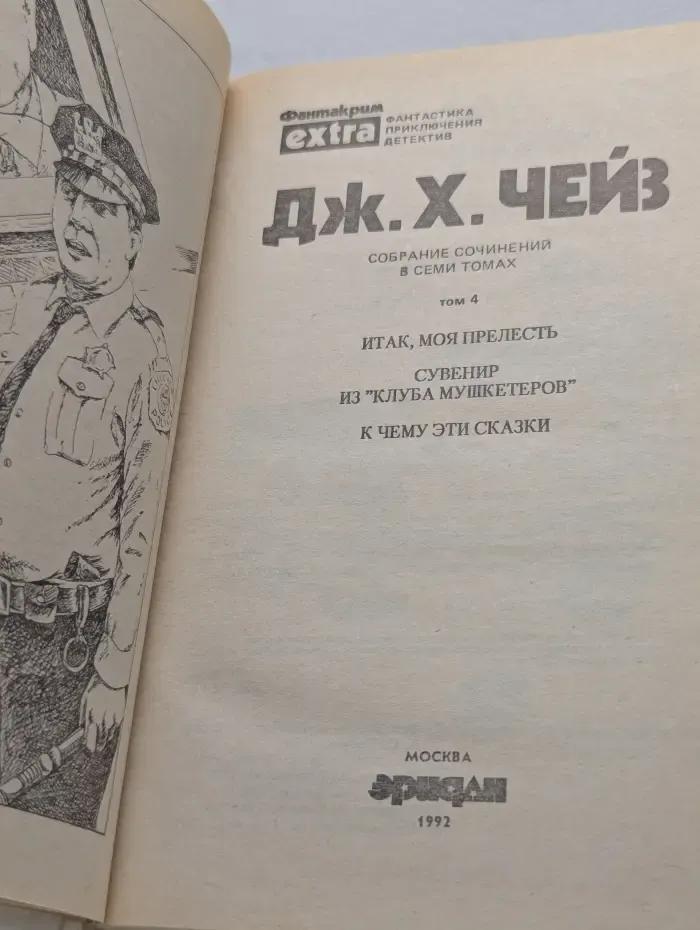 Фантакрим
extra
ФАНТАСТИКА
ПРИКЛЮЧЕНИЯ
ДЕТЕКТИВ
ДЖ. Х. ЧЕЙЗ
СОБРАНИЕ СОЧИНЕНИЙ
В СЕМИ ТОМАХ
ТОМ 4
ИТАК, МОЯ ПРЕЛЕСТЬ
СУВЕНИР
ИЗ "КЛУБА МУШКЕТЕРОВ"
К ЧЕМУ ЭТИ СКАЗКИ
МОСКВА
эридан
1992